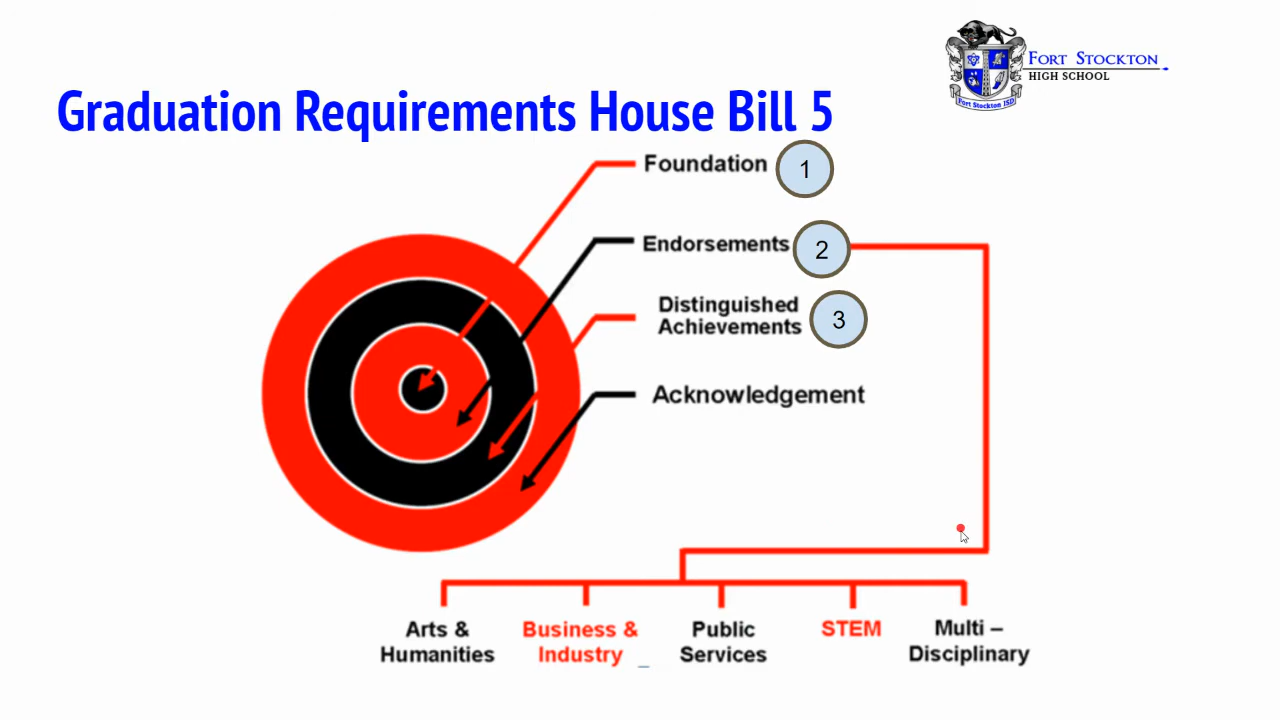 FORT STOCKTON
HIGH SCHOOL
Fort Stockton ISD
Graduation Requirements House Bill 5
Foundation 1
Endorsements 2
Distinguished
Achievements 3
Acknowledgement
Arts &
Humanities
Business &
Industry
Public
Services
STEM
Multi –
Disciplinary